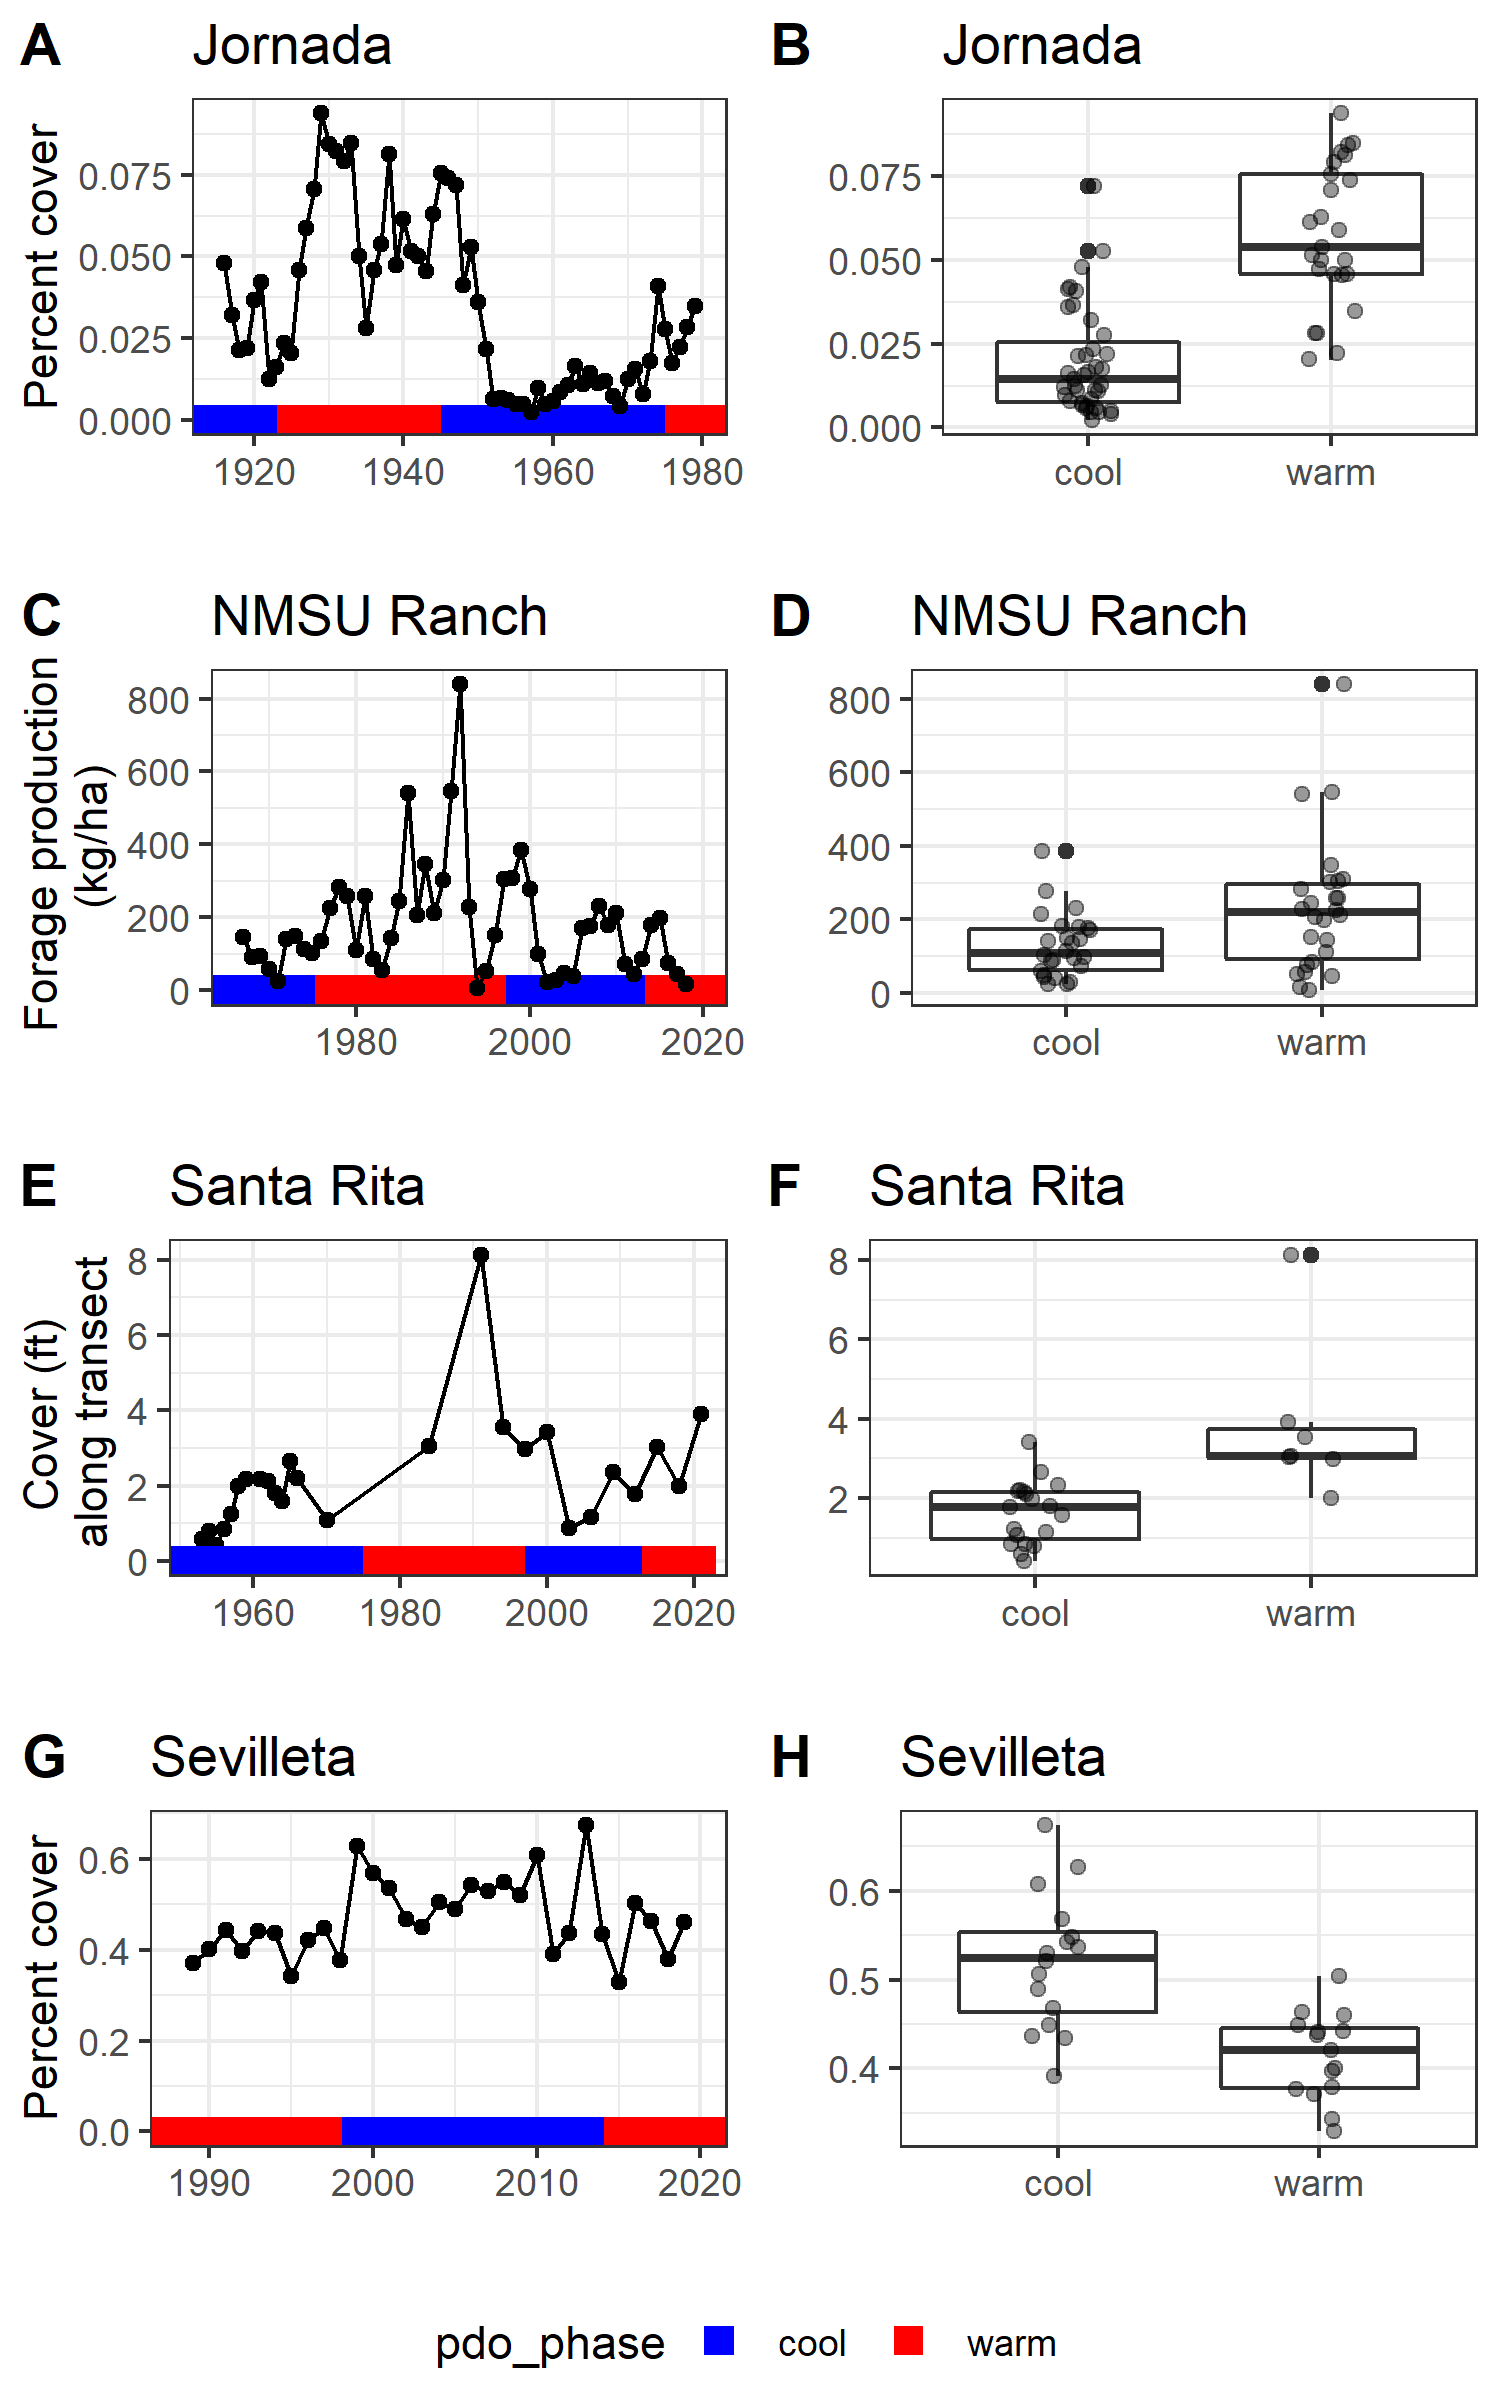 A Jornada
Percent cover
0.075
0.050
0.025
0.000
1920 1940 1960 1980
B Jornada
0.075
0.050
0.025
0.000
cool warm
C NMSU Ranch
Forage production
(kg/ha)
800
600
400
200
0
1980 2000 2020
D NMSU Ranch
800
600
400
200
0
cool warm
E Santa Rita
Cover (ft)
along transect
8
6
4
2
0
1960 1980 2000 2020
F Santa Rita
8
6
4
2
cool warm
G Sevilleta
Percent cover
0.6
0.4
0.2
0.0
1990 2000 2010 2020
H Sevilleta
0.6
0.5
0.4
cool warm
pdo_phase cool warm